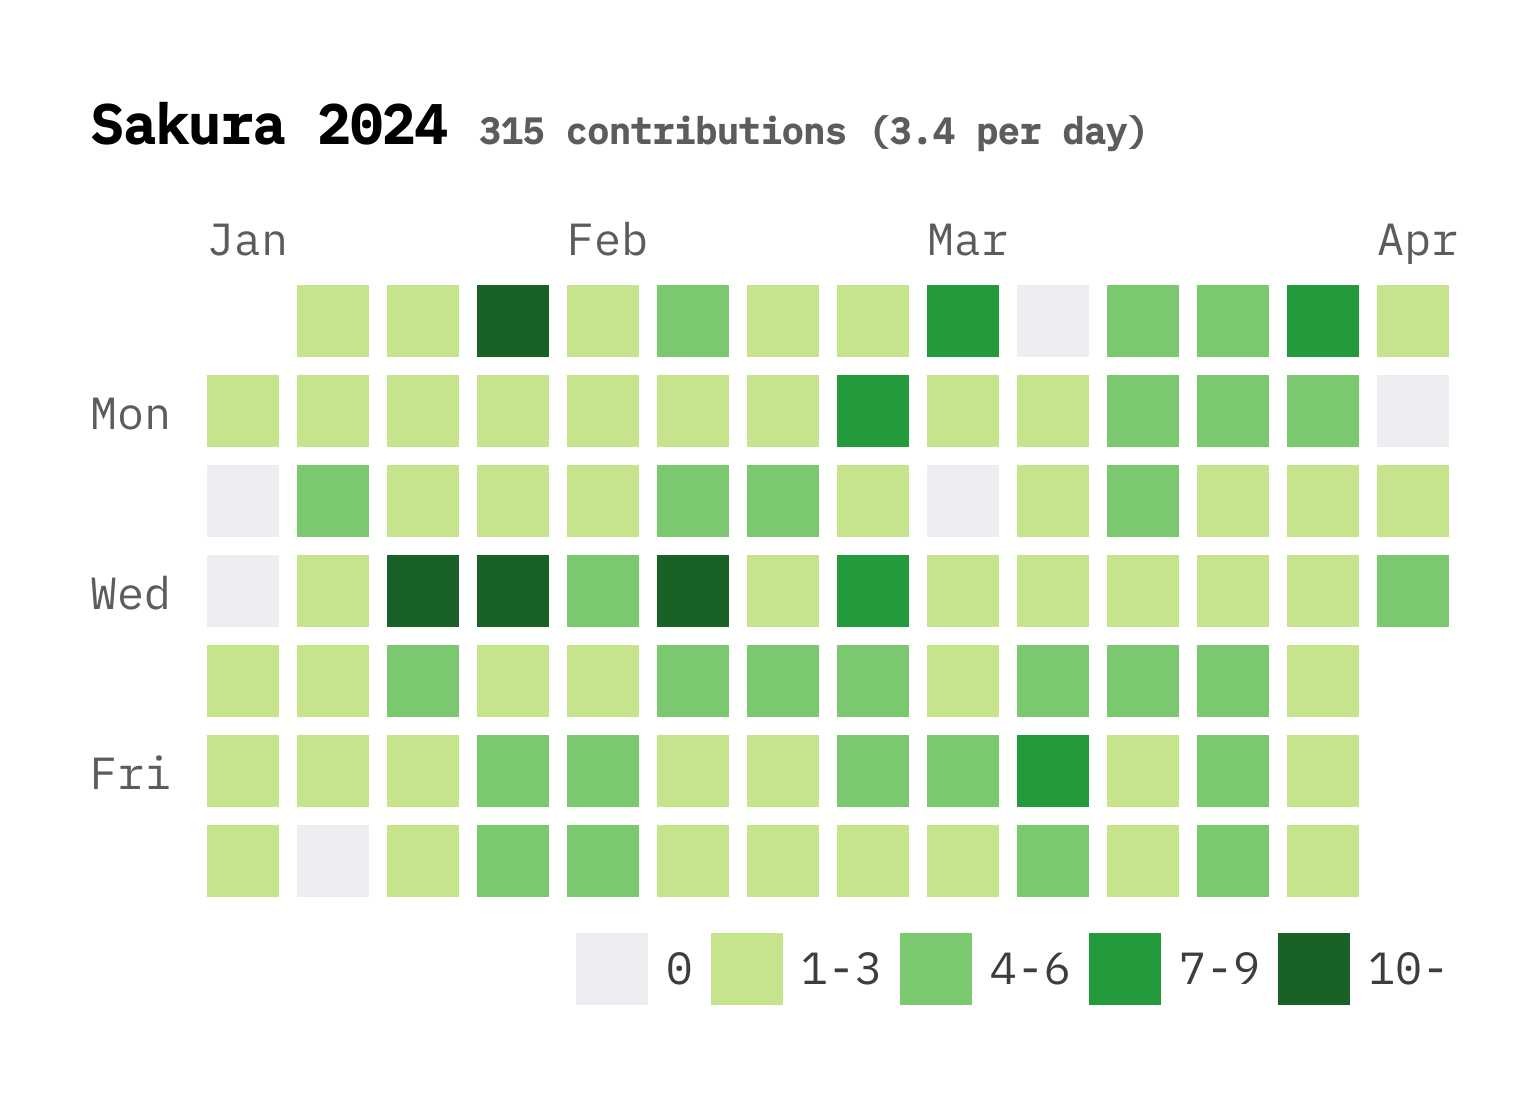 Sakura 2024 315 contributions (3.4 per day)
Jan Feb Mar Apr
Mon
Wed
Fri
0 1-3 4-6 7-9 10-